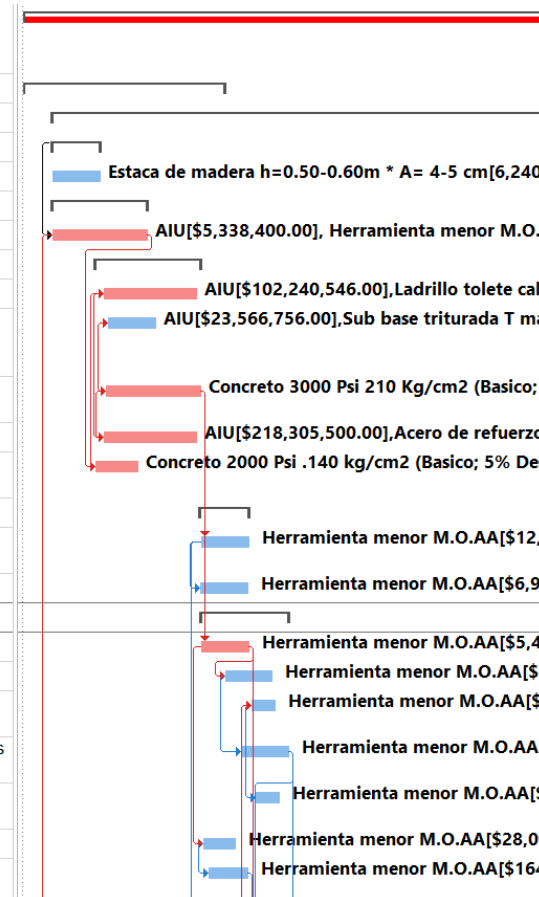 Estaca de madera h=0.50-0.60m * A= 4-5 cm[6,240
AIU[$5,338,400.00], Herramienta menor M.O.
AIU[$102,240,546.00],Ladrillo tolete cal
AIU[$23,566,756.00],Sub base triturada T ma
Concreto 3000 Psi 210 Kg/cm2 (Basico;
AIU[$218,305,500.00],Acero de refuerzo
Concreto 2000 Psi .140 kg/cm2 (Basico; 5% De
Herramienta menor M.O.AA[$12,
Herramienta menor M.O.AA[$6,9
Herramienta menor M.O.AA[$5,4
Herramienta menor M.O.AA[$
Herramienta menor M.O.AA[$
s
Herramienta menor M.O.AA
Herramienta menor M.O.AA[$
Herramienta menor M.O.AA[$28,0
Herramienta menor M.O.AA[$164